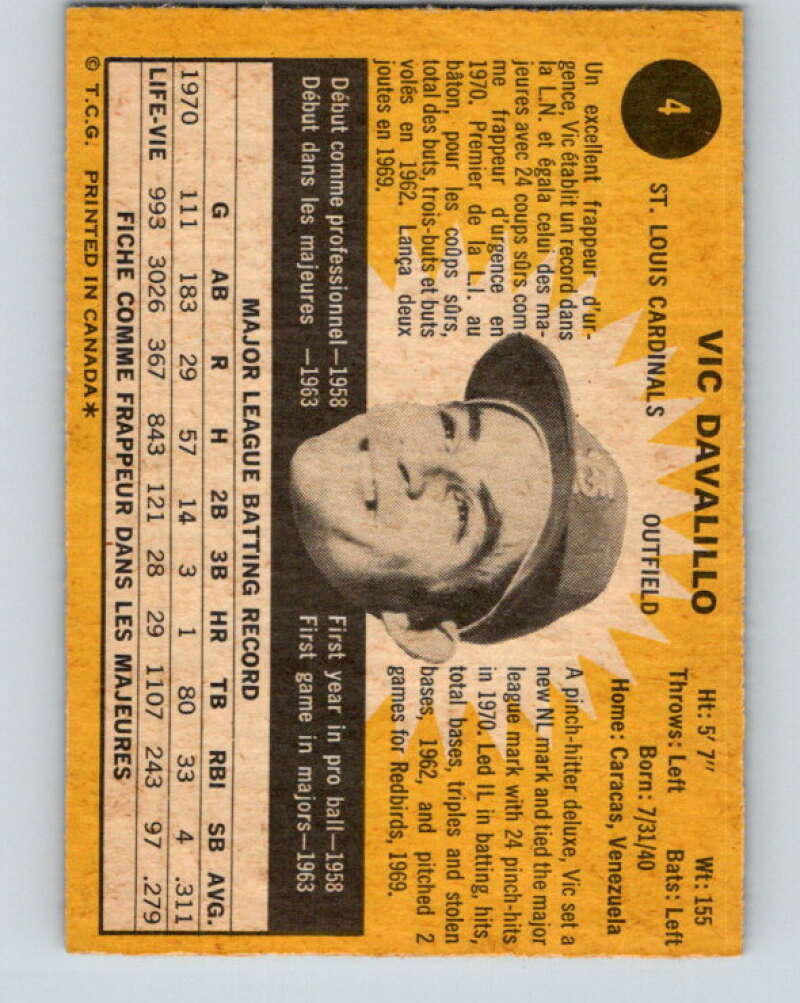 4
VIC DAVALILLO
ST. LOUIS CARDINALS OUTFIELD
Ht: 5' 7" Wt: 155
Throws: Left Bats: Left
Born: 7/31/40
Home: Caracas, Venezuela
Un excellent frappeur d'ur-
gence, Vic établit un record dans
la L.N. et égala celui des ma-
jeures avec 24 coups sûrs com-
me frappeur d'urgence en
1970. Premier de la L.I. au
bâton, pour les coûps sûrs,
total des buts, trois-buts et buts
volés en 1962. Lança deux
joutes en 1969.
A pinch-hitter deluxe, Vic set a
new NL mark and tied the major
league mark with 24 pinch-hits
in 1970. Led IL in batting, hits,
total bases, triples and stolen
bases, 1962, and pitched 2
games for Redbirds, 1969.
Début comme professionnel—1958
Début dans les majeures —1963
First year in pro ball—1958
First game in majors—1963
MAJOR LEAGUE BATTING RECORD
G AB R H 2B 3B HR TB RBI SB AVG.
1970 111 183 29 57 14 3 1 80 33 4 .311
LIFE-VIE 993 3026 367 843 121 28 29 1107 243 97 .279
FICHE COMME FRAPPEUR DANS LES MAJEURES
© T.C.G. PRINTED IN CANADA*